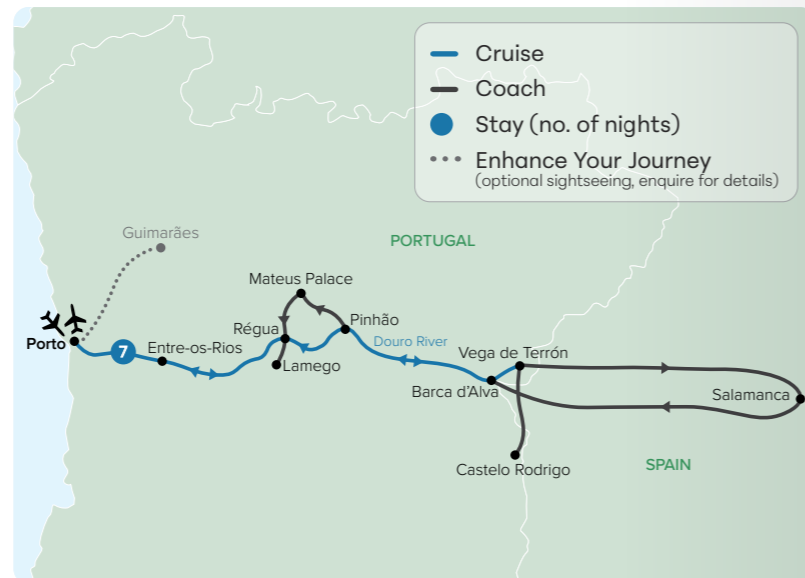 Cruise
Coach
Stay (no. of nights)
Enhance Your Journey
(optional sightseeing, enquire for details)
Guimarães
PORTUGAL
Mateus Palace
Régua
Pinhão
Porto
7
Entre-os-Rios
Douro River
Vega de Terrón
Lamego
Barca d'Alva
Salamanca
Castelo Rodrigo
SPAIN